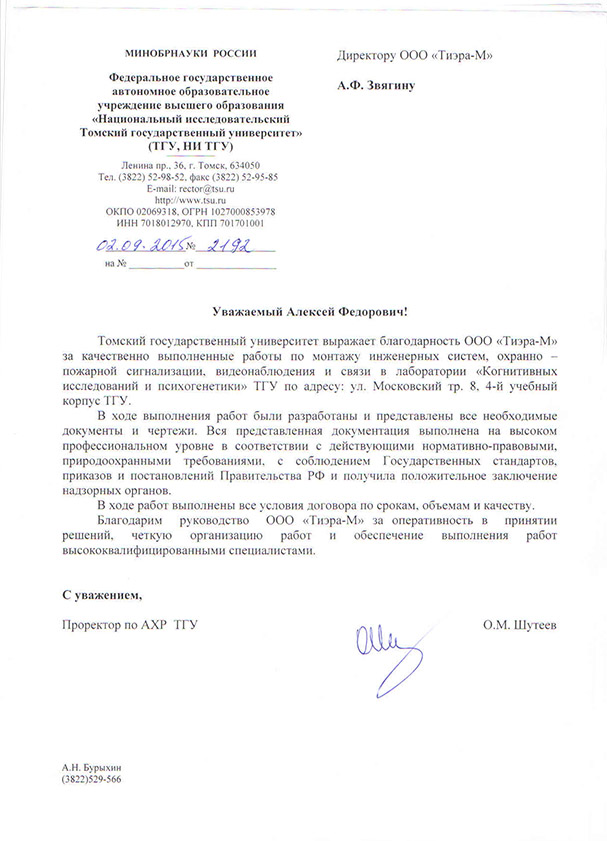 МИНОБРНАУКИ РОССИИ
Федеральное государственное
автономное образовательное
учреждение высшего образования
«Национальный исследовательский
Томский государственный университет»
(ТГУ, НИ ТГУ)
Ленина пр., 36, г. Томск, 634050
Тел. (3822) 52-98-52, факс (3822) 52-95-85
E-mail: rector@tsu.ru
http://www.tsu.ru
ОКПО 02069318, ОГРН 1027000853978
ИНН 7018012970, КПП 701701001
02.09.2015 № 2192
на № ____________ от _________________
Директору ООО «Тиэра-М»
А.Ф. Звягину
Уважаемый Алексей Федорович!
Томский государственный университет выражает благодарность ООО «Тиэра-М»
за качественно выполненные работы по монтажу инженерных систем, охранно –
пожарной сигнализации, видеонаблюдения и связи в лаборатории «Когнитивных
исследований и психогенетики» ТГУ по адресу: ул. Московский тр. 8, 4-й учебный
корпус ТГУ.
В ходе выполнения работ были разработаны и представлены все необходимые
документы и чертежи. Вся представленная документация выполнена на высоком
профессиональном уровне в соответствии с действующими нормативно-правовыми,
природоохранными требованиями, с соблюдением Государственных стандартов,
приказов и постановлений Правительства РФ и получила положительное заключение
надзорных органов.
В ходе работ выполнены все условия договора по срокам, объемам и качеству.
Благодарим руководство ООО «Тиэра-М» за оперативность в принятии
решений, четкую организацию работ и обеспечение выполнения работ
высококвалифицированными специалистами.
С уважением,
Проректор по АХР ТГУ О.М. Шутеев
А.Н. Бурыхин
(3822)529-566